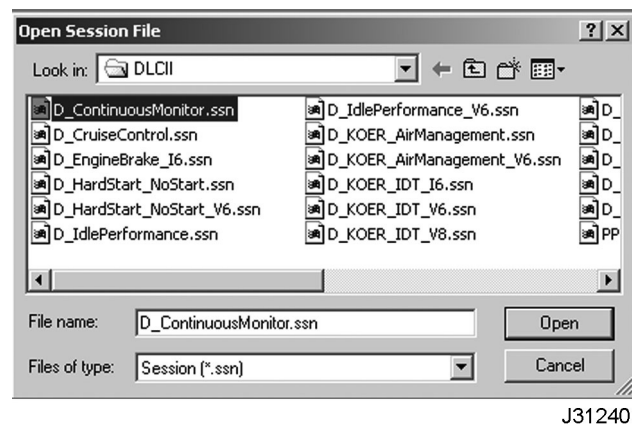 Open Session File
Look in: DLCII
D_ContinuousMonitor.ssn
D_CruiseControl.ssn
D_EngineBrake_I6.ssn
D_HardStart_NoStart.ssn
D_HardStart_NoStart_V6.ssn
D_IdlePerformance.ssn
D_IdlePerformance_V6.ssn
D_KOER_AirManagement.ssn
D_KOER_AirManagement_V6.ssn
D_KOER_IDT_I6.ssn
D_KOER_IDT_V6.ssn
D_KOER_IDT_V8.ssn
D_
D_
D_
D_
D_
PP
File name: D_ContinuousMonitor.ssn Open
Files of type: Session (*.ssn) Cancel
J31240